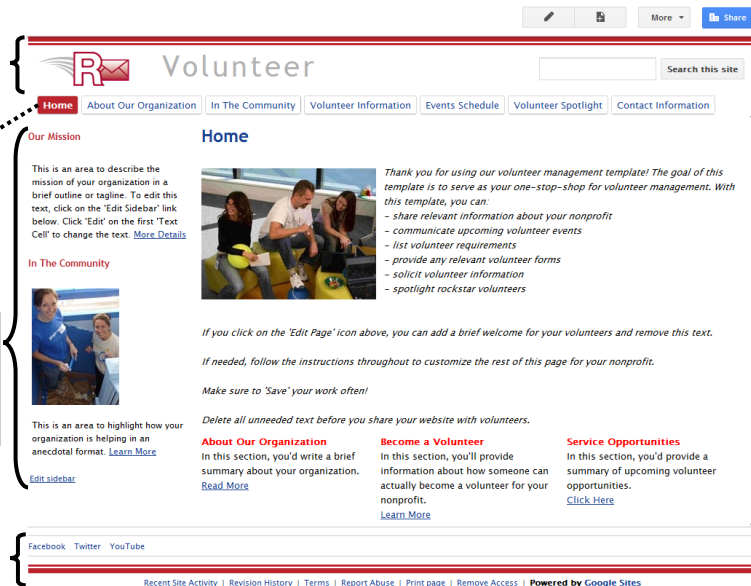 More
Share
R
Volunteer
Search this site
Home
About Our Organization
In The Community
Volunteer Information
Events Schedule
Volunteer Spotlight
Contact Information
Our Mission
This is an area to describe the
mission of your organization in a
brief outline or tagline. To edit this
text, click on the 'Edit Sidebar' link
below. Click 'Edit' on the first 'Text
Cell' to change the text. More Details
In The Community
This is an area to highlight how your
organization is helping in an
anecdotal format. Learn More
Edit sidebar
Home
Thank you for using our volunteer management template! The goal of this
template is to serve as your one-stop-shop for volunteer management. With
this template, you can:
- share relevant information about your nonprofit
- communicate upcoming volunteer events
- list volunteer requirements
- provide any relevant volunteer forms
- solicit volunteer information
- spotlight rockstar volunteers
If you click on the 'Edit Page' icon above, you can add a brief welcome for your volunteers and remove this text.
If needed, follow the instructions throughout to customize the rest of this page for your nonprofit.
Make sure to 'Save' your work often!
Delete all unneeded text before you share your website with volunteers.
About Our Organization
In this section, you'd write a brief
summary about your organization.
Read More
Become a Volunteer
In this section, you'll provide
information about how someone can
actually become a volunteer for your
nonprofit.
Learn More
Service Opportunities
In this section, you'd provide a
summary of upcoming volunteer
opportunities.
Click Here
Facebook Twitter YouTube
Recent Site Activity | Revision History | Terms | Report Abuse | Print page | Remove Access | Powered by Google Sites